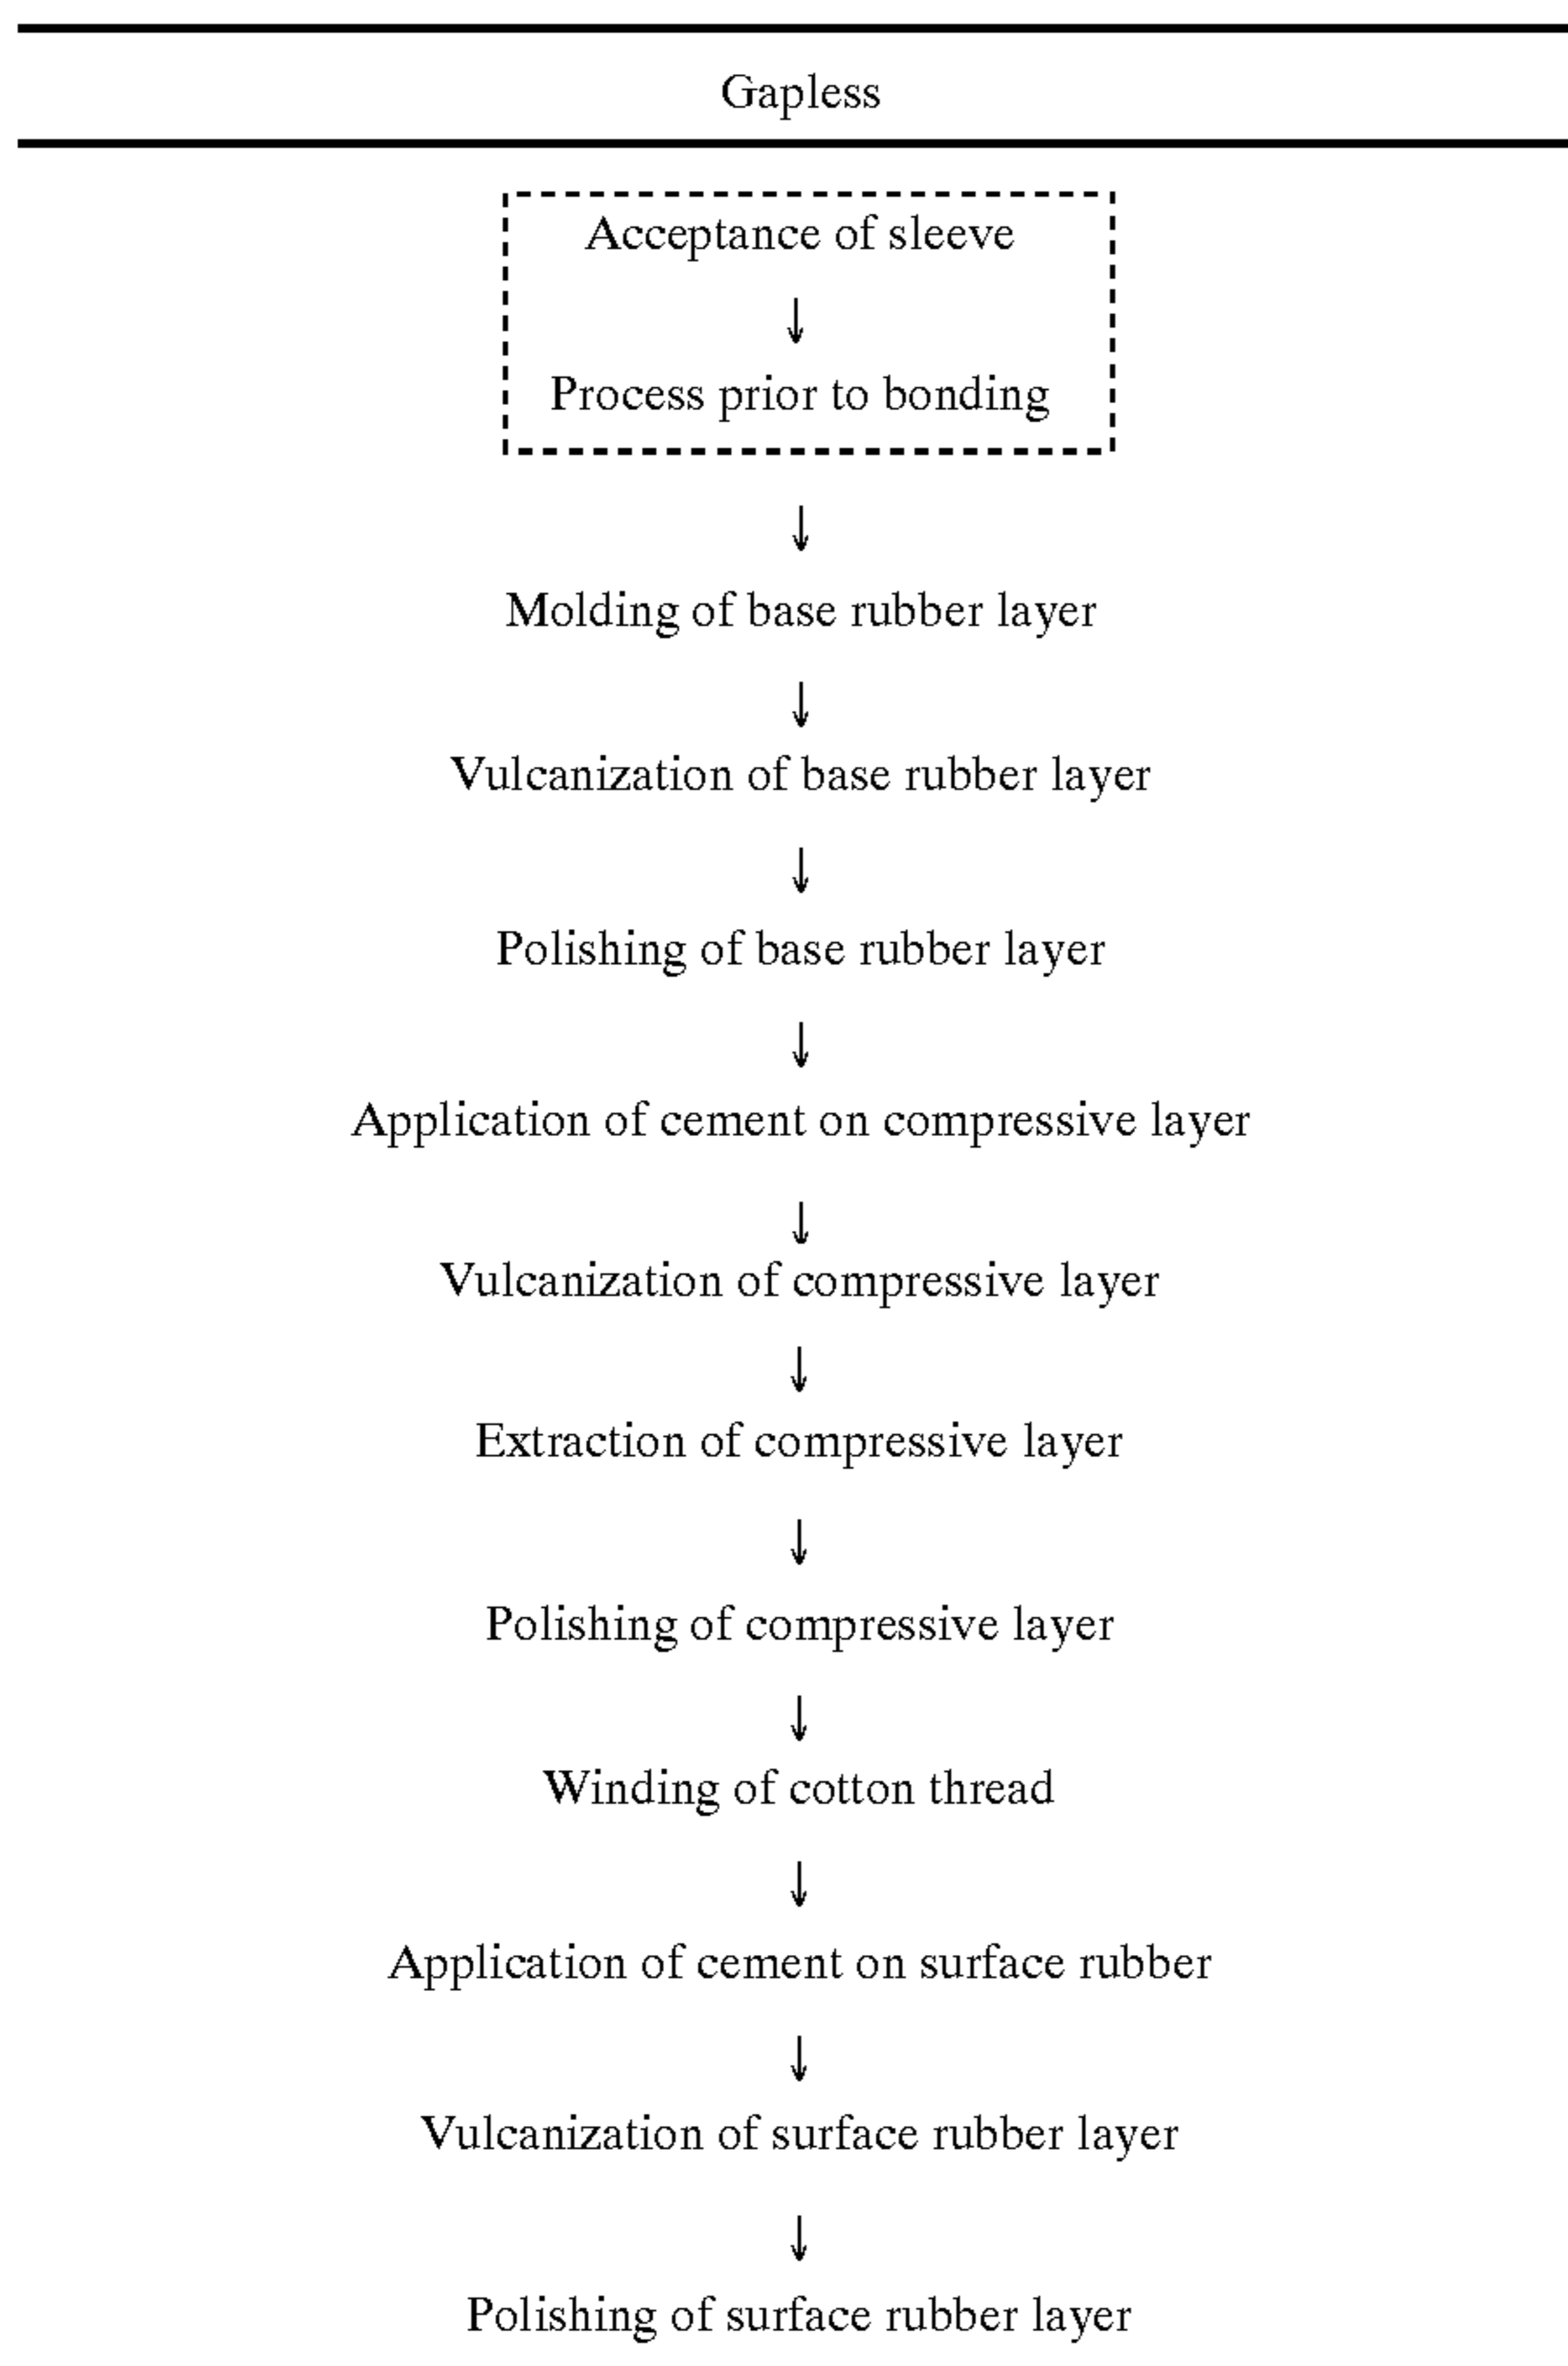 Gapless
Acceptance of sleeve
↓
Process prior to bonding
↓
Molding of base rubber layer
↓
Vulcanization of base rubber layer
↓
Polishing of base rubber layer
↓
Application of cement on compressive layer
↓
Vulcanization of compressive layer
↓
Extraction of compressive layer
↓
Polishing of compressive layer
↓
Winding of cotton thread
↓
Application of cement on surface rubber
↓
Vulcanization of surface rubber layer
↓
Polishing of surface rubber layer